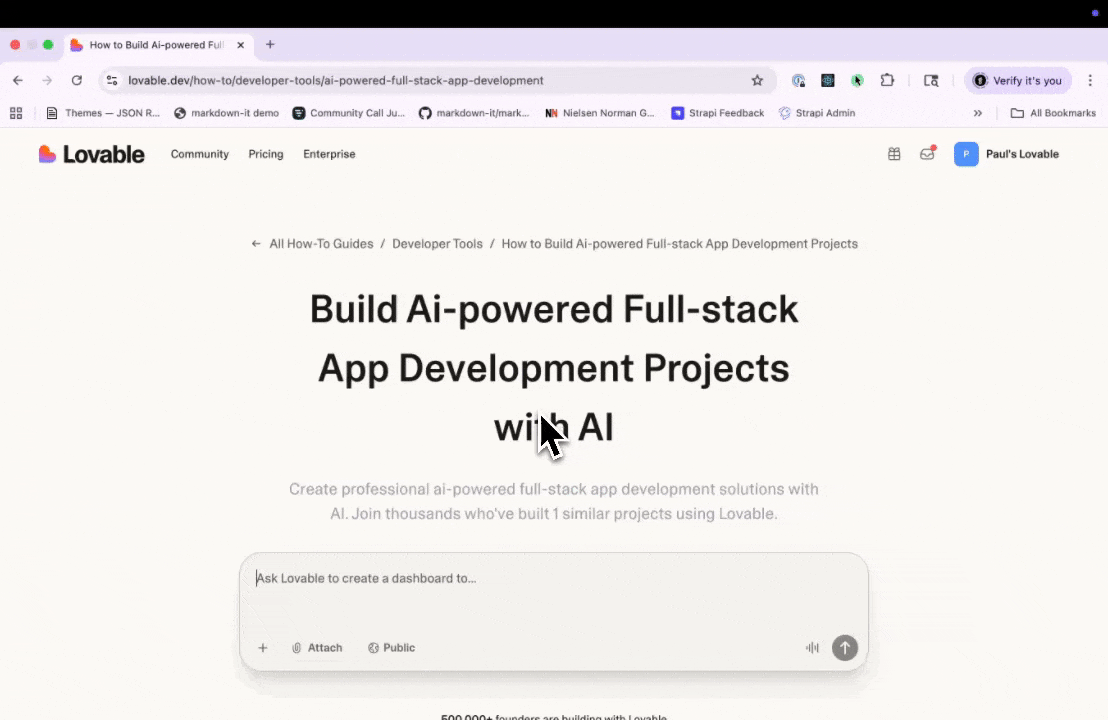 How to Build Ai-powered Ful
lovable.dev/how-to/developer-tools/ai-powered-full-stack-app-development
Verify it's you
Themes — JSON R...
markdown-it demo
Community Call Ju...
markdown-it/mark...
Nielsen Norman G...
Strapi Feedback
Strapi Admin
All Bookmarks
Lovable
Community
Pricing
Enterprise
P
Paul's Lovable
← All How-To Guides / Developer Tools / How to Build Ai-powered Full-stack App Development Projects
Build Ai-powered Full-stack
App Development Projects
with AI
Create professional ai-powered full-stack app development solutions with
AI. Join thousands who've built 1 similar projects using Lovable.
Ask Lovable to create a dashboard to...
Attach
Public
500,000+ founders are building with Lovable